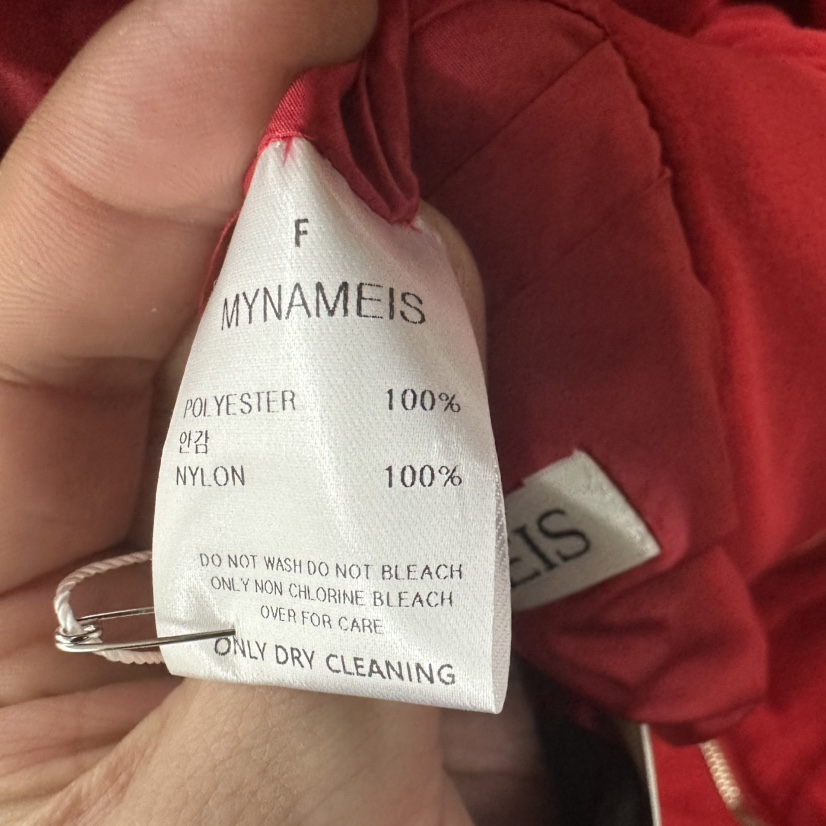 F
MYNAMEIS
POLYESTER 100%
안감
NYLON 100%
DO NOT WASH DO NOT BLEACH
ONLY NON CHLORINE BLEACH
OVER FOR CARE
ONLY DRY CLEANING
EIS